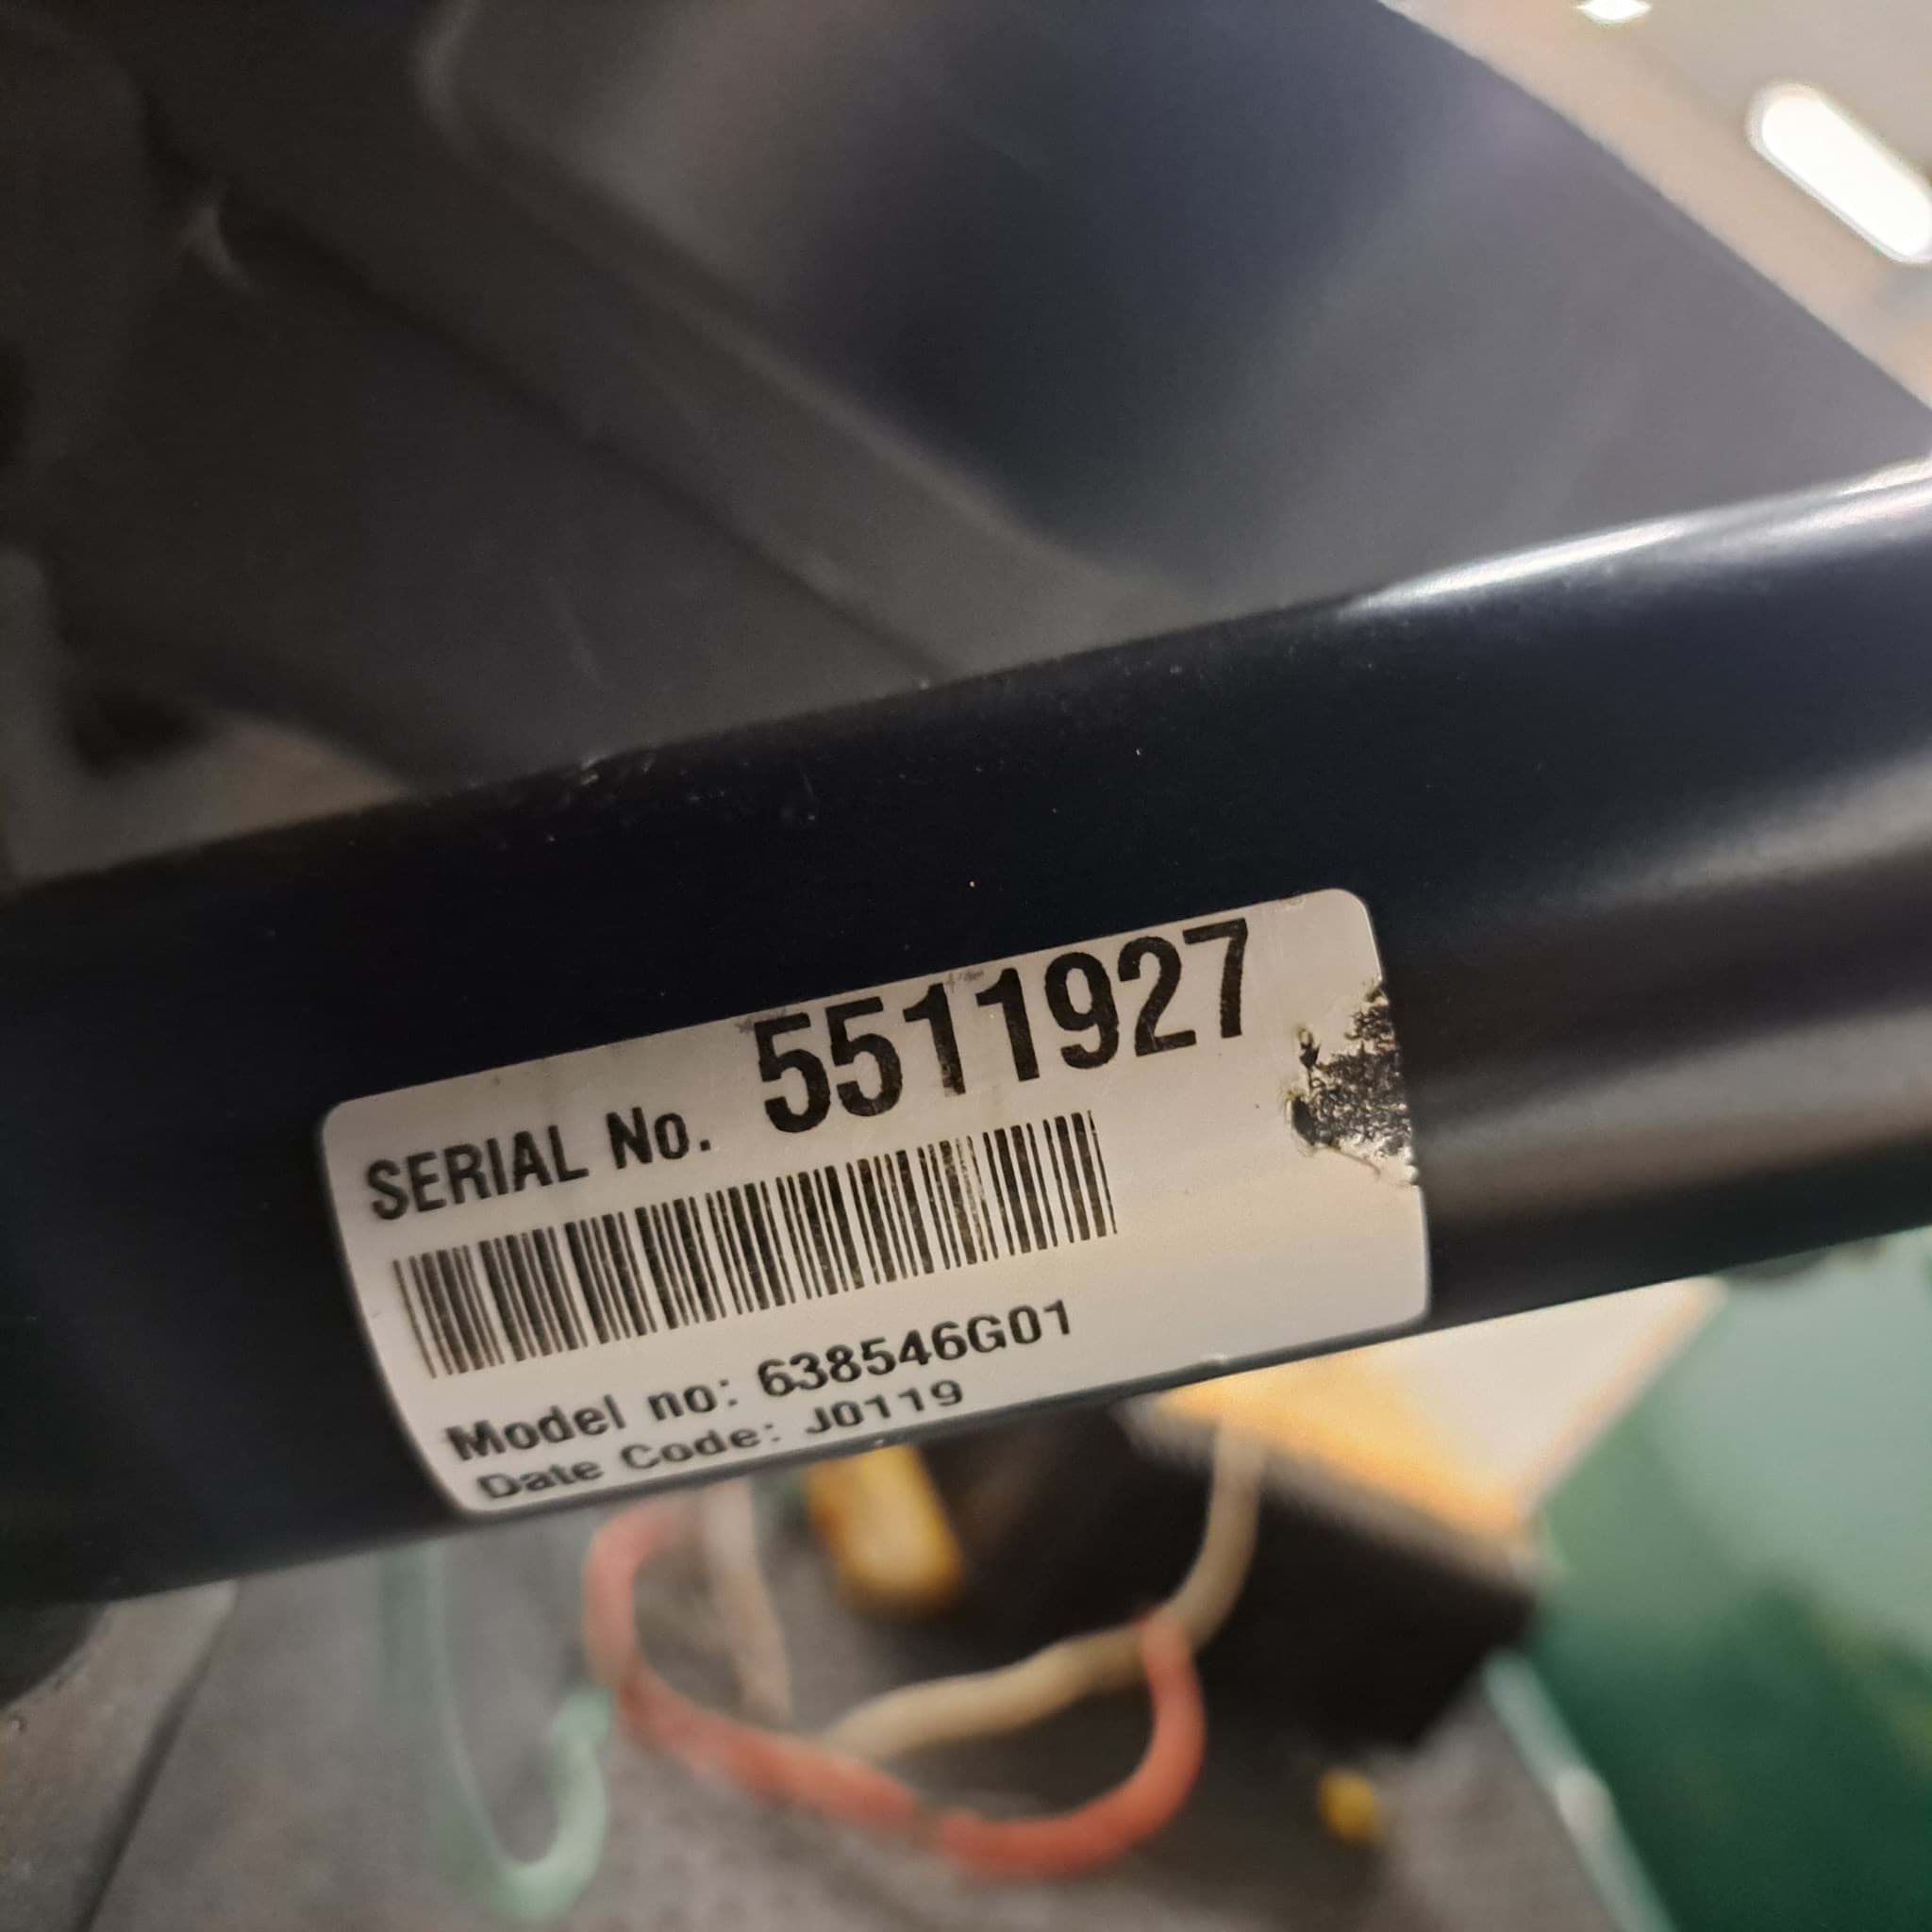 SERIAL No. 5511927
Model no: 638546G01
Date Code: J0119